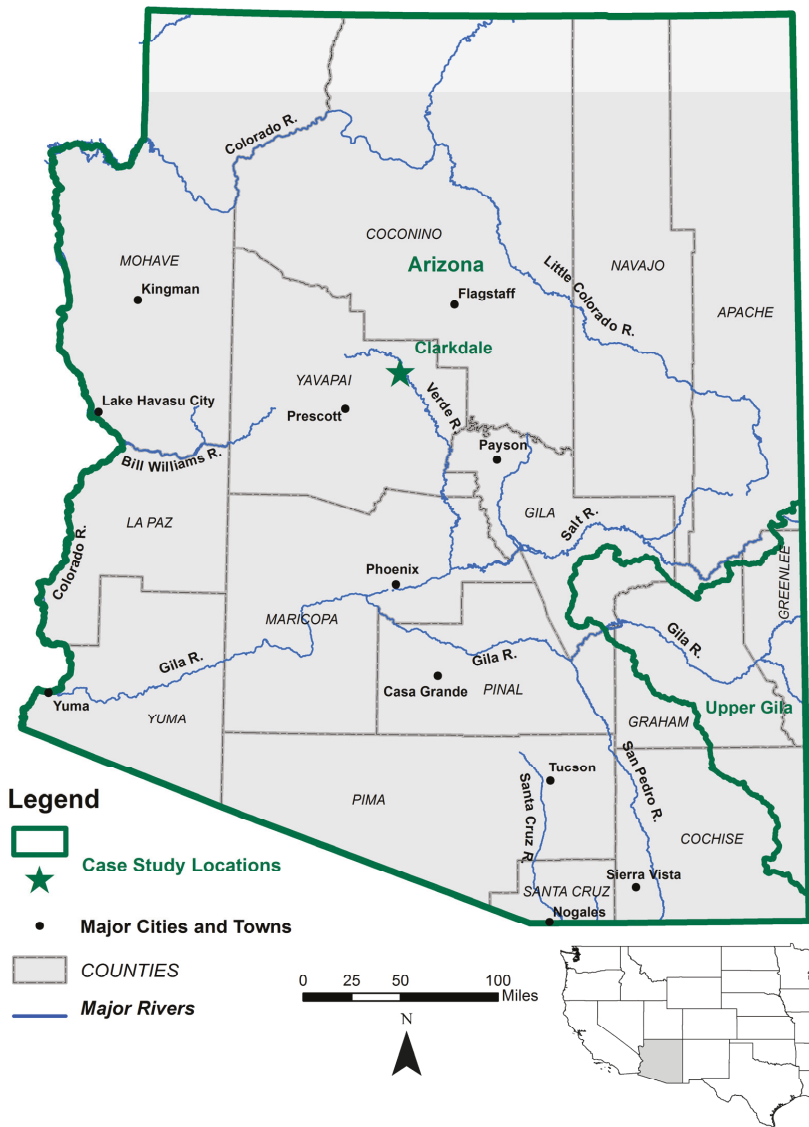 Colorado R.
COCONINO
MOHAVE
Arizona
NAVAJO
Little Colorado R.
Kingman
Flagstaff
APACHE
Clarkdale
YAVAPAI
Lake Havasu City
Prescott
Verde R.
Payson
Bill Williams R.
GILA
LA PAZ
Salt R.
Colorado R.
Phoenix
GREENLEE
MARICOPA
Gila R.
Gila R.
Gila R.
Casa Grande
PINAL
Yuma
YUMA
GRAHAM
Upper Gila
Tucson
San Pedro R.
Santa Cruz R.
PIMA
COCHISE
Sierra Vista
SANTA CRUZ
Nogales
Legend
Case Study Locations
Major Cities and Towns
COUNTIES
Major Rivers
0 25 50 100
Miles
N